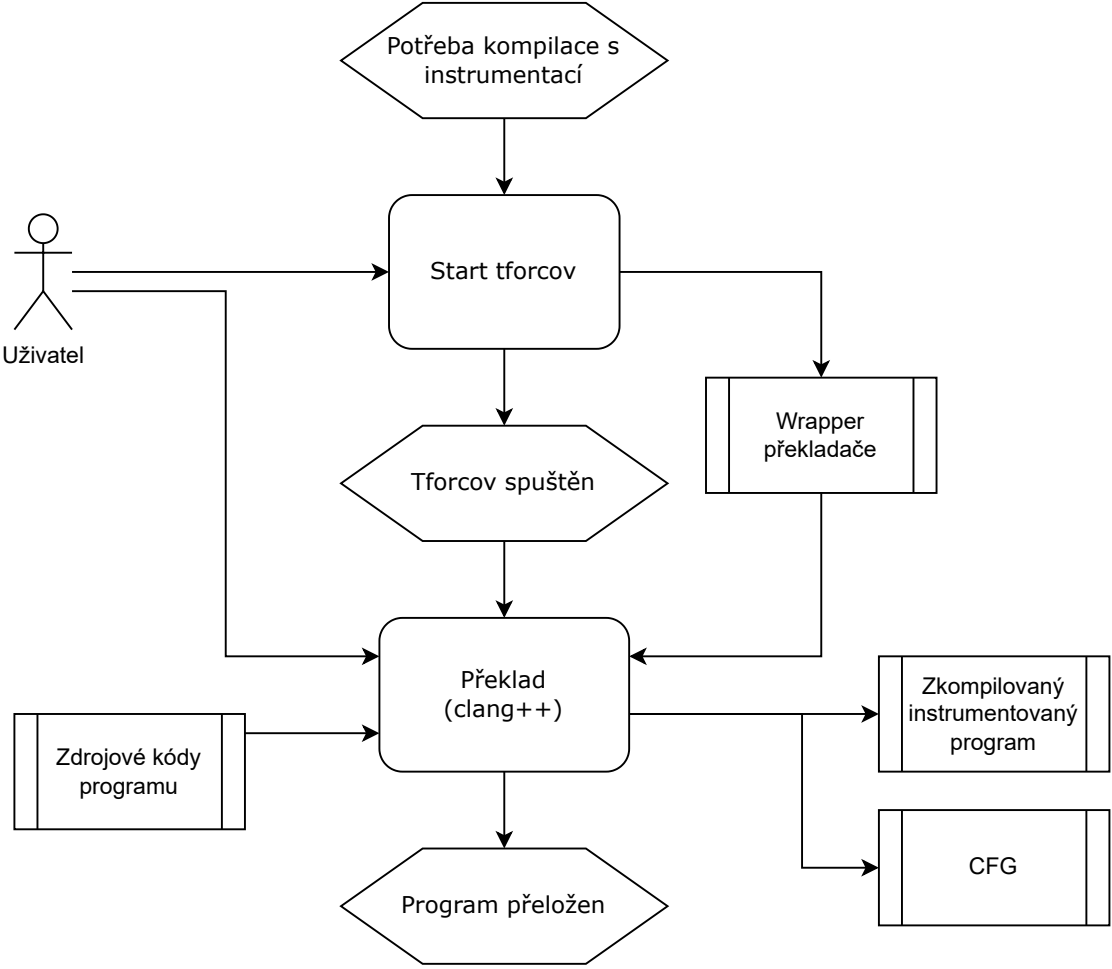 Potřeba kompilace s
instrumentací
Start tforcov
Uživatel
Wrapper
překladače
Tforcov spuštěn
Překlad
(clang++)
Zkompilovaný
instrumentovaný
program
Zdrojové kódy
programu
CFG
Program přeložen